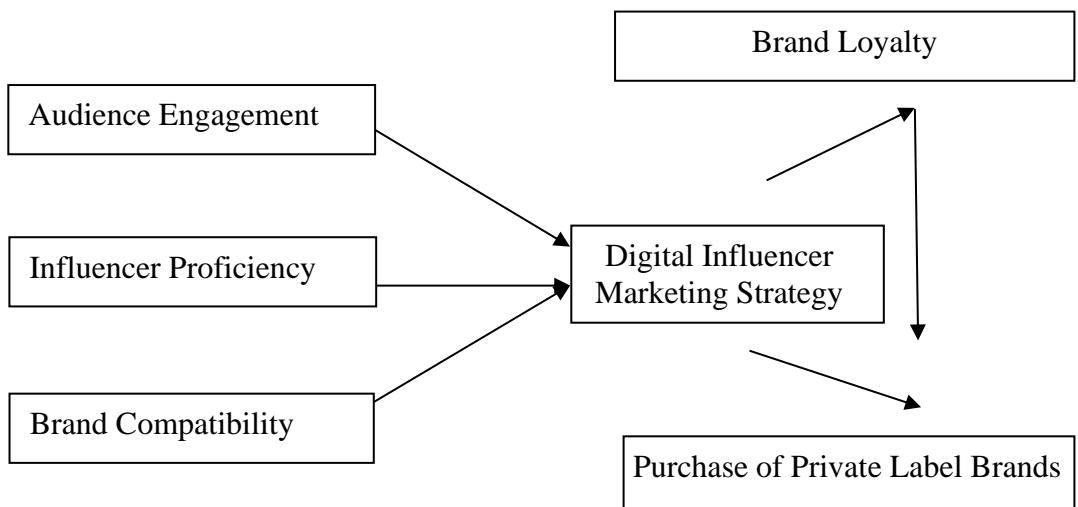 Brand Loyalty
Audience Engagement
Influencer Proficiency
Digital Influencer
Marketing Strategy
Brand Compatibility
Purchase of Private Label Brands